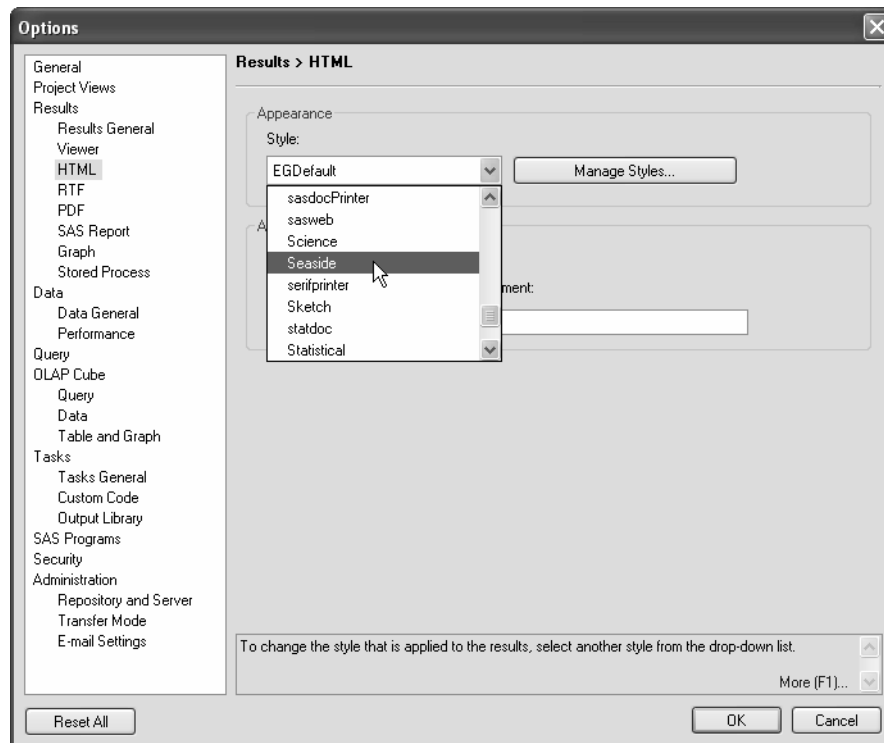 Options
General
Project Views
Results
Results General
Viewer
HTML
RTF
PDF
SAS Report
Graph
Stored Process
Data
Data General
Performance
Query
OLAP Cube
Query
Data
Table and Graph
Tasks
Tasks General
Custom Code
Output Library
SAS Programs
Security
Administration
Repository and Server
Transfer Mode
E-mail Settings
Results > HTML
Appearance
Style:
EGDefault
Manage Styles...
sasdocPrinter
sasweb
Science
Seaside
serifprinter
Sketch
statdoc
Statistical
To change the style that is applied to the results, select another style from the drop-down list.
More (F1)...
Reset All
OK
Cancel